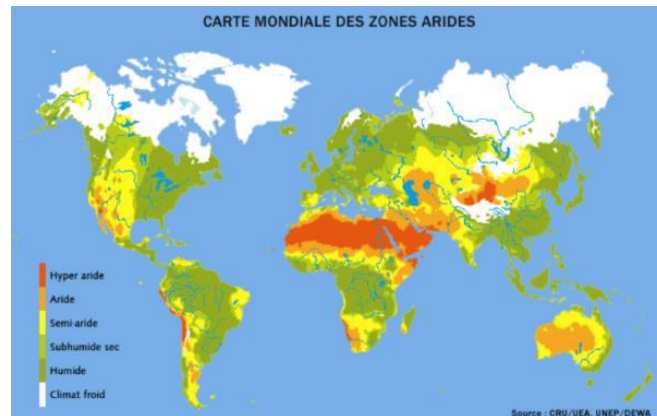 CARTE MONDIALE DES ZONES ARIDES
Hyper aride
Aride
Semi-aride
Subhumide sec
Humide
Climat froid
Source : CRU/UEA, UNEP/DEWA